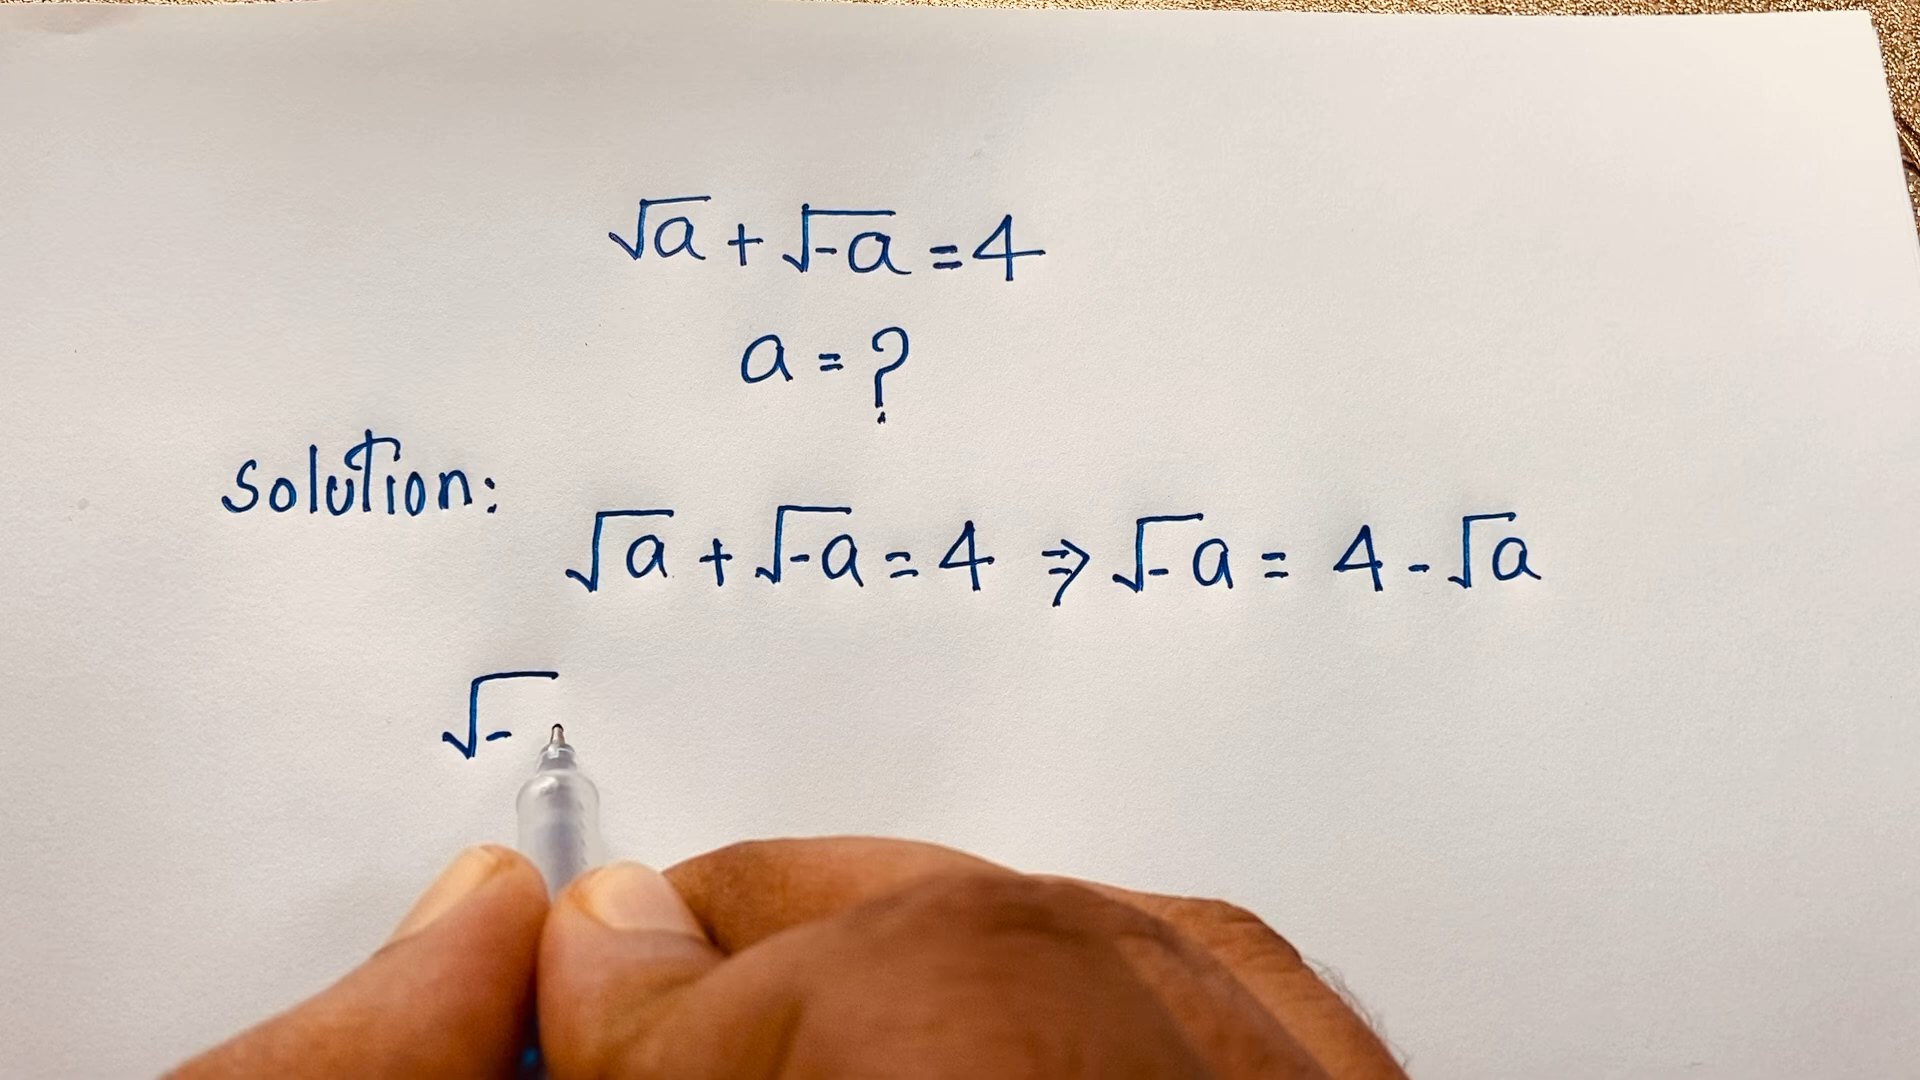 √a + √-a = 4
a = ?
Solution:
√a + √-a = 4 ⇒ √-a = 4 - √a
√-